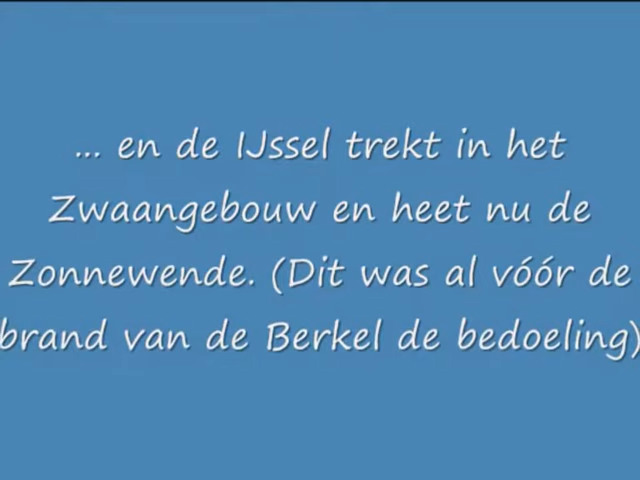 ... en de IJssel trekt in het
Zwaangebouw en heet nu de
Zonnewende. (Dit was al vóór de
brand van de Berkel de bedoeling)